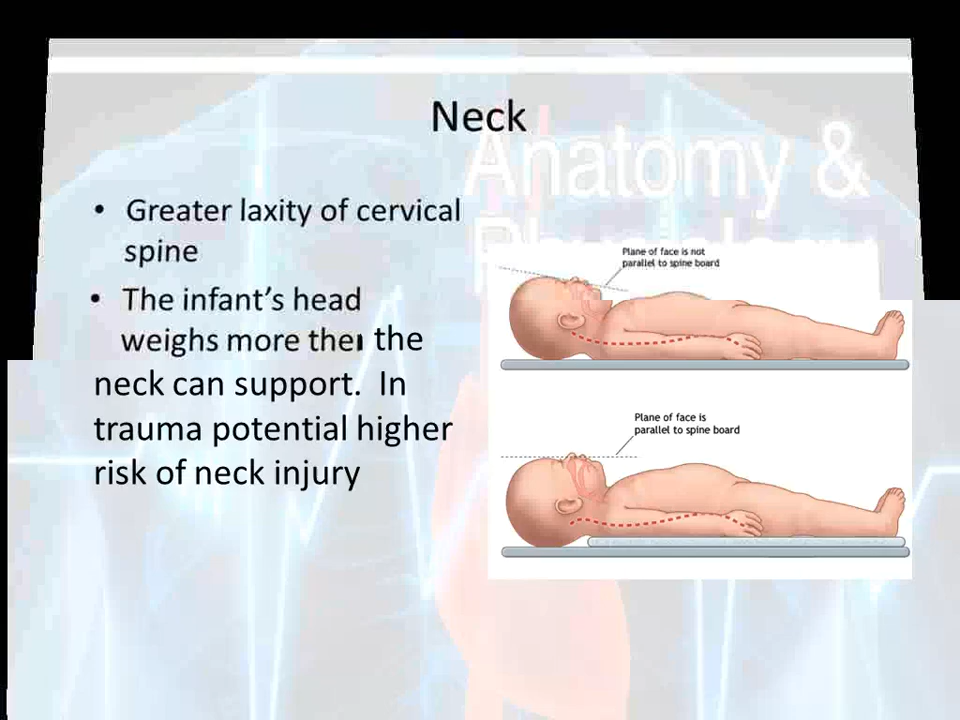 Neck
Anatomy &
• Greater laxity of cervical
spine
• The infant's head
weighs more then the
neck can support. In
trauma potential higher
risk of neck injury
Plane of face is not
parallel to spine board
Plane of face is
parallel to spine board